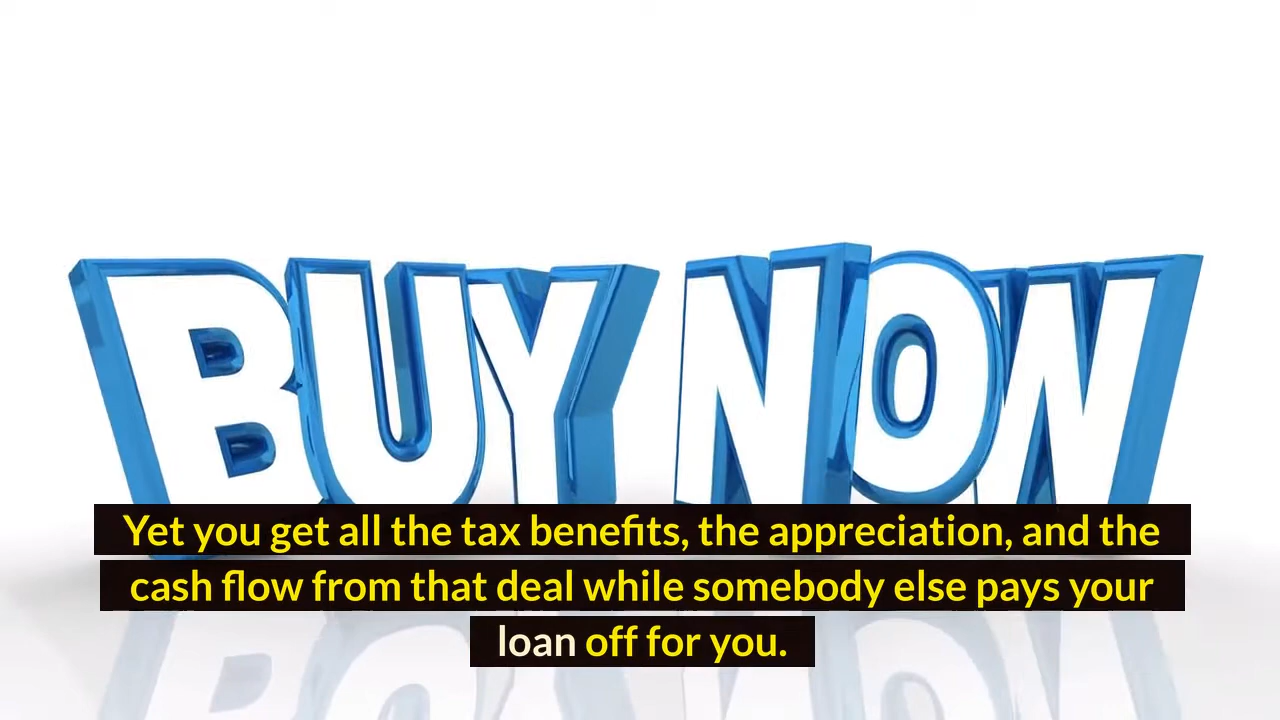 BUY NOW
Yet you get all the tax benefits, the appreciation, and the
cash flow from that deal while somebody else pays your
loan off for you.